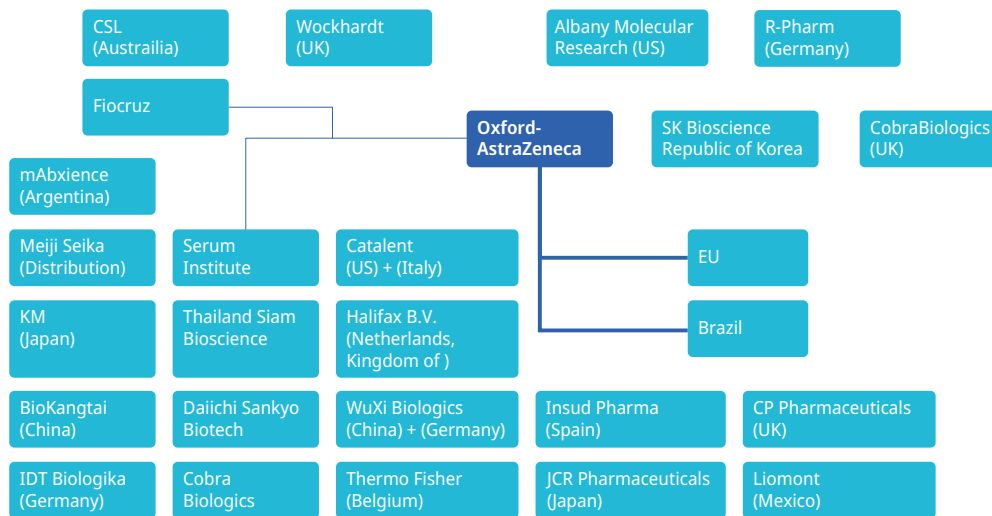 CSL
(Austrailia)
Wockhardt
(UK)
Albany Molecular
Research (US)
R-Pharm
(Germany)
Fiocruz
Oxford-
AstraZeneca
SK Bioscience
Republic of Korea
CobraBiologics
(UK)
mAbxience
(Argentina)
Meiji Seika
(Distribution)
Serum
Institute
Catalent
(US) + (Italy)
EU
KM
(Japan)
Thailand Siam
Bioscience
Halifax B.V.
(Netherlands,
Kingdom of )
Brazil
BioKangtai
(China)
Daiichi Sankyo
Biotech
WuXi Biologics
(China) + (Germany)
Insud Pharma
(Spain)
CP Pharmaceuticals
(UK)
IDT Biologika
(Germany)
Cobra
Biologics
Thermo Fisher
(Belgium)
JCR Pharmaceuticals
(Japan)
Liomont
(Mexico)